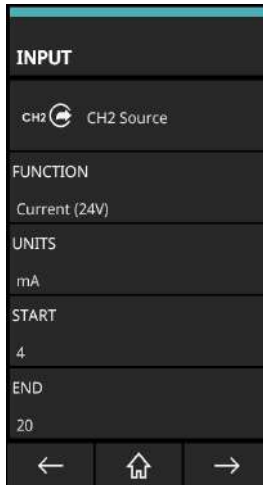 INPUT
CH2 CH2 Source
FUNCTION
Current (24V)
UNITS
mA
START
4
END
20